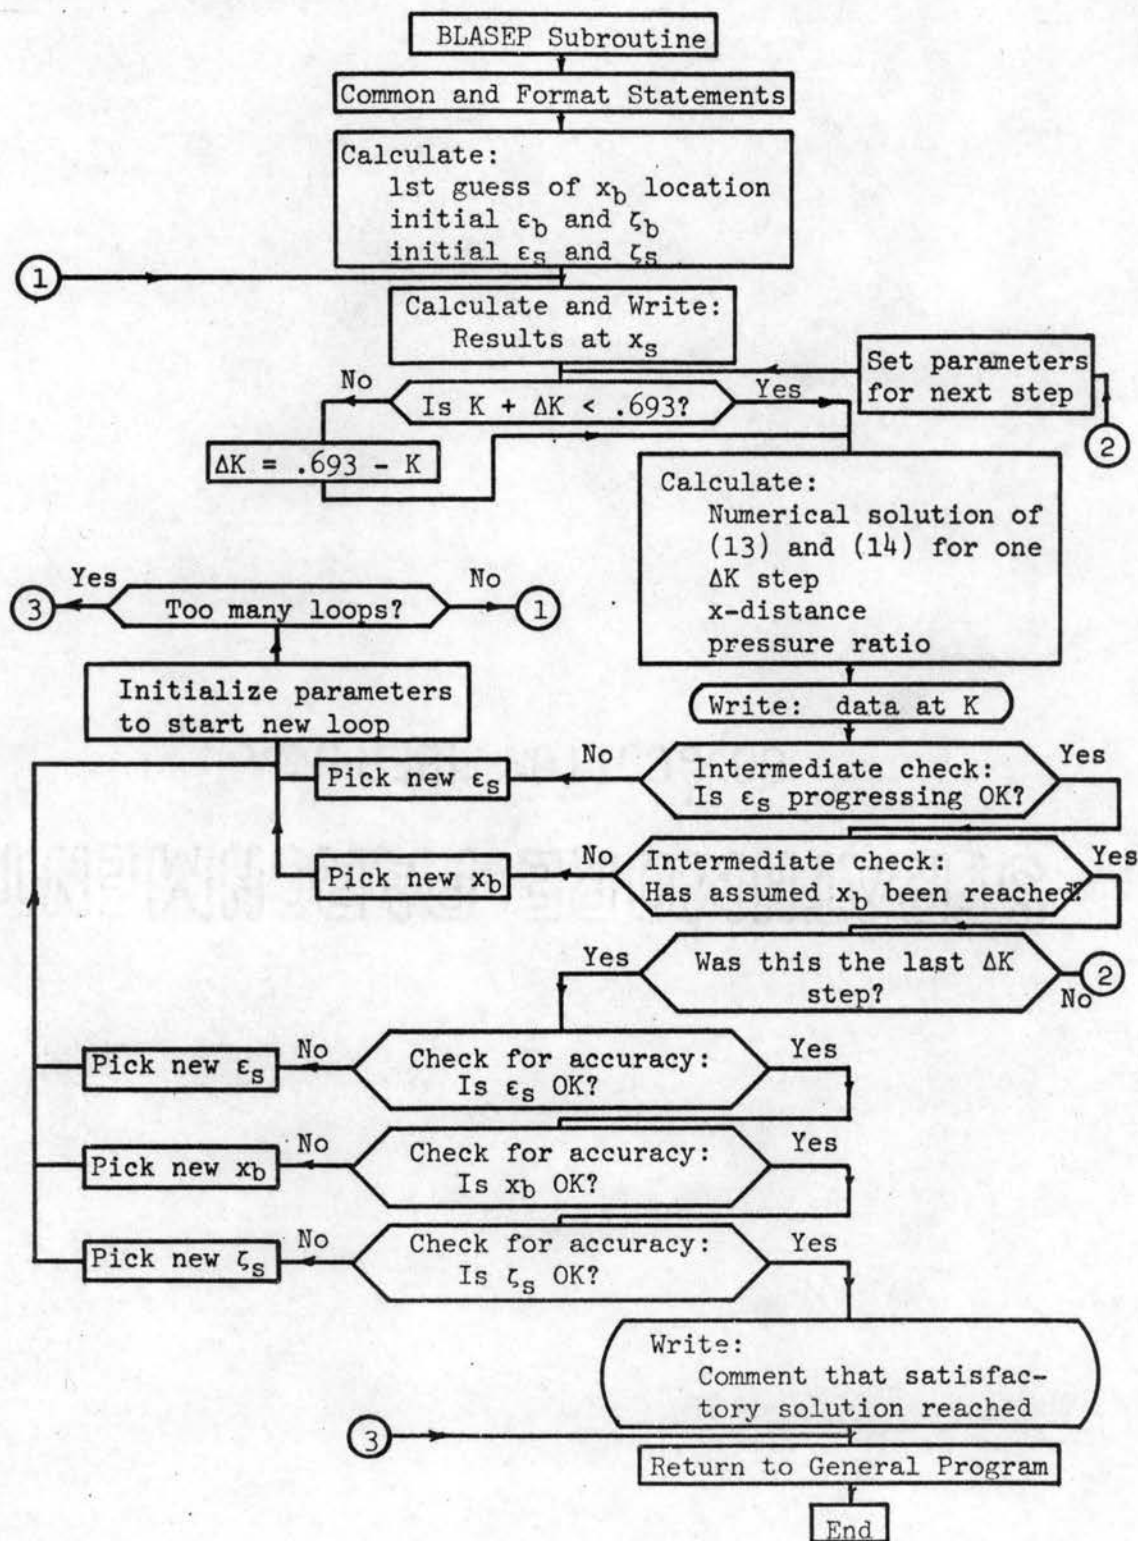 BLASEP Subroutine
Common and Format Statements
Calculate:
1st guess of x_b location
initial ε_b and ζ_b
initial ε_s and ζ_s
1
Calculate and Write:
Results at x_s
Set parameters
for next step
No
Is K + ΔK < .693?
Yes
2
ΔK = .693 - K
Calculate:
Numerical solution of
(13) and (14) for one
ΔK step
x-distance
pressure ratio
3
Yes
Too many loops?
No
1
Initialize parameters
to start new loop
Write: data at K
Pick new ε_s
No
Intermediate check:
Is ε_s progressing OK?
Yes
Pick new x_b
No
Intermediate check:
Has assumed x_b been reached?
Yes
Yes
Was this the last ΔK
step?
No
2
Pick new ε_s
No
Check for accuracy:
Is ε_s OK?
Yes
Pick new x_b
No
Check for accuracy:
Is x_b OK?
Yes
Pick new ζ_s
No
Check for accuracy:
Is ζ_s OK?
Yes
Write:
Comment that satisfac-
tory solution reached
3
Return to General Program
End